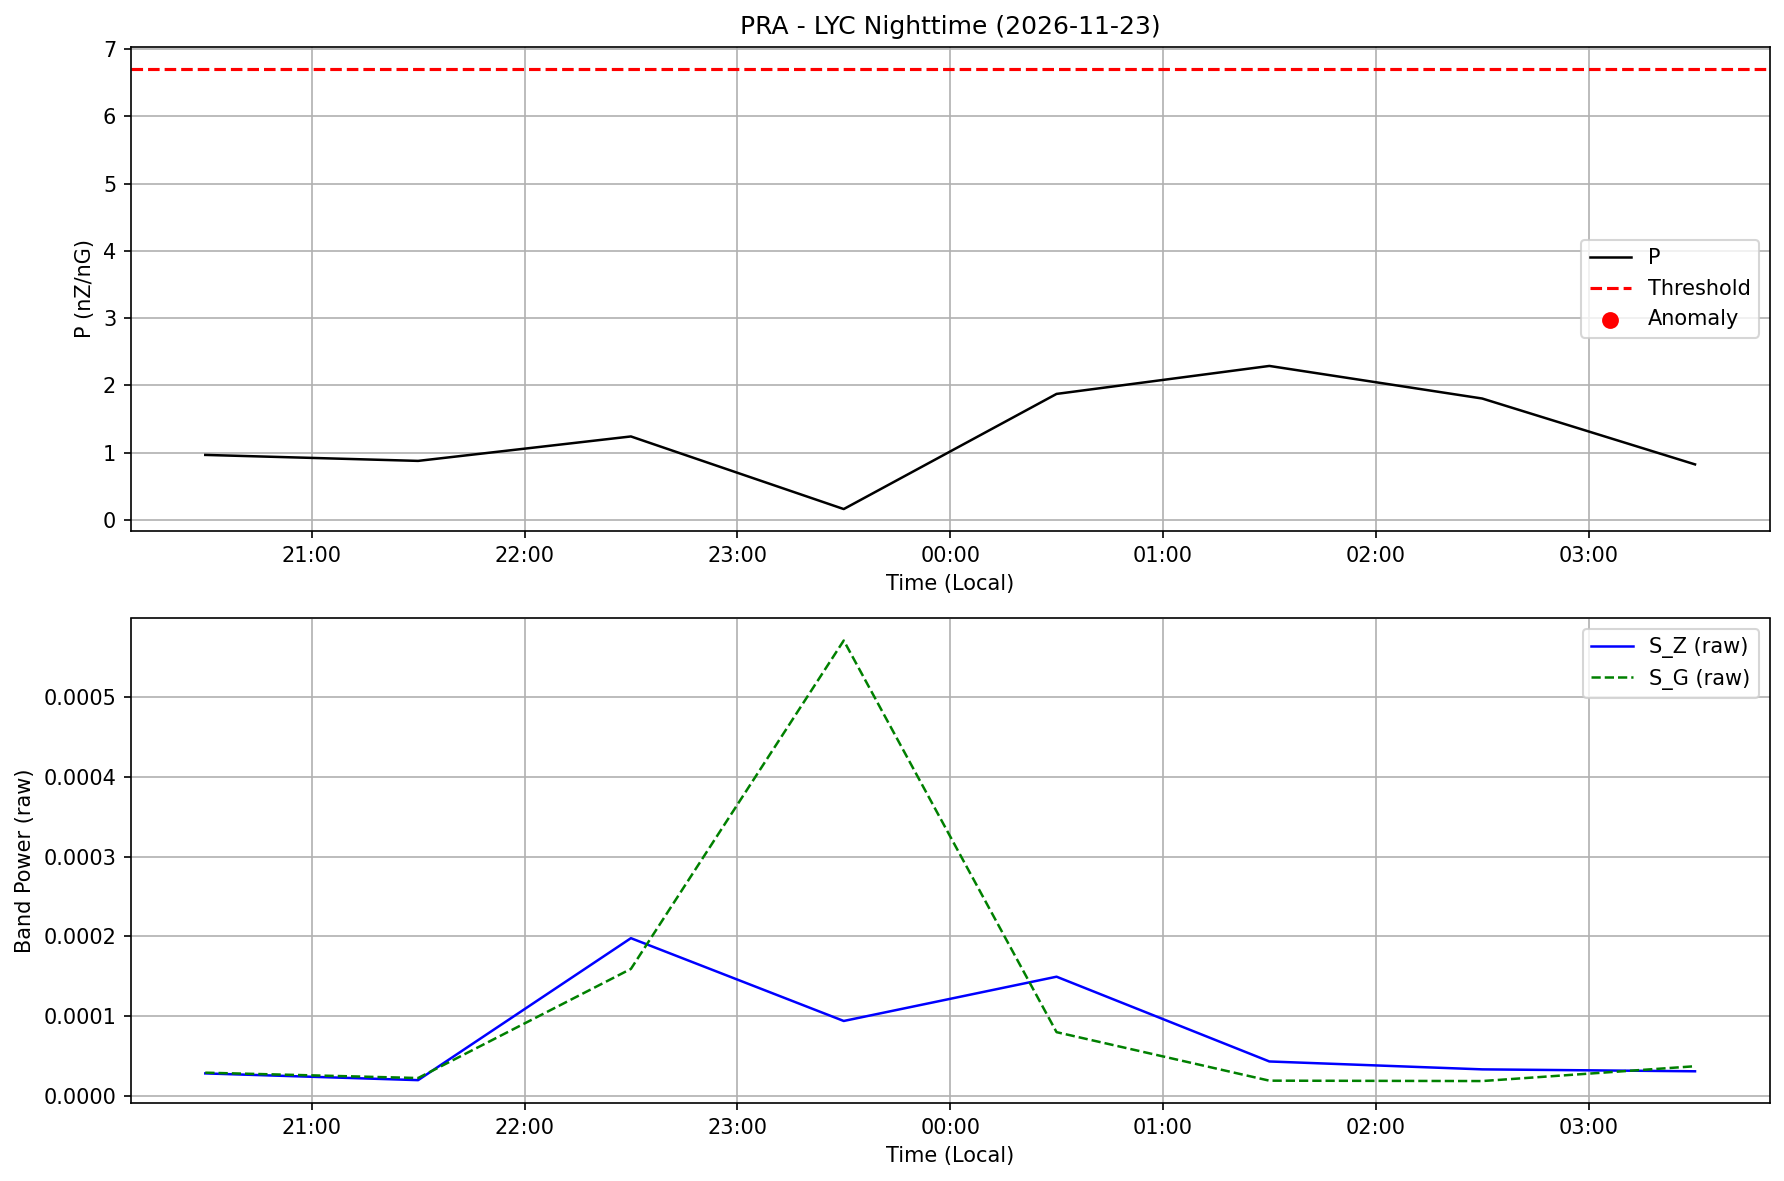 PRA - LYC Nighttime (2026-11-23)
7
6
5
4
3
2
1
0
P (nZ/nG)
P
Threshold
Anomaly
21:00 22:00 23:00 00:00 01:00 02:00 03:00
Time (Local)
0.0005
0.0004
0.0003
0.0002
0.0001
0.0000
Band Power (raw)
S_Z (raw)
S_G (raw)
21:00 22:00 23:00 00:00 01:00 02:00 03:00
Time (Local)